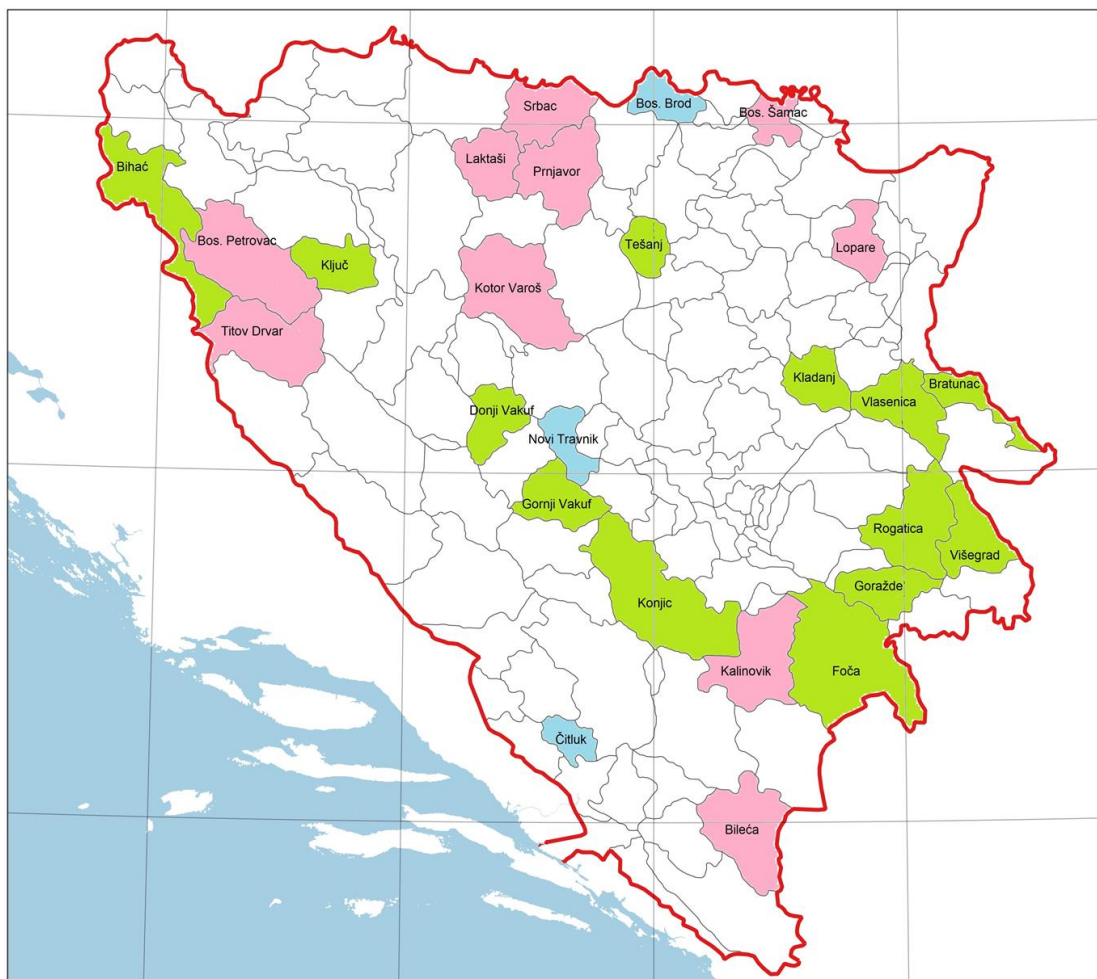 Srbac
Bos. Brod
Bos. Šamac
Laktaši
Prnjavor
Bihać
Bos. Petrovac
Ključ
Tešanj
Lopare
Kotor Varoš
Titov Drvar
Kladanj
Bratunac
Vlasenica
Donji Vakuf
Novi Travnik
Gornji Vakuf
Rogatica
Višegrad
Goražde
Konjic
Kalinovik
Foča
Čitluk
Bileća